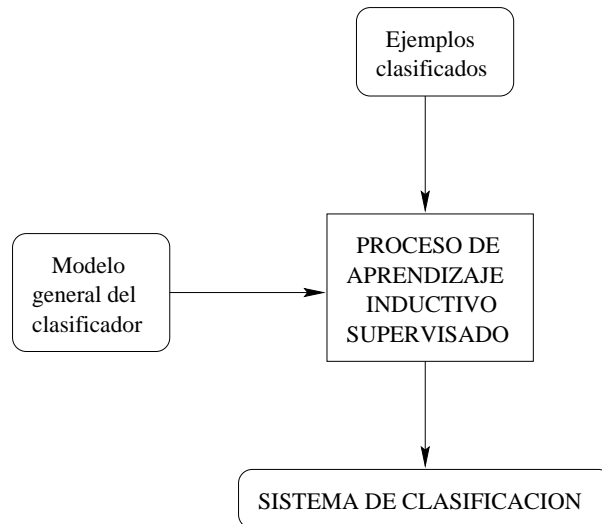 Ejemplos
clasificados
PROCESO DE
APRENDIZAJE
INDUCTIVO
SUPERVISADO
Modelo
general del
clasificador
SISTEMA DE CLASIFICACION